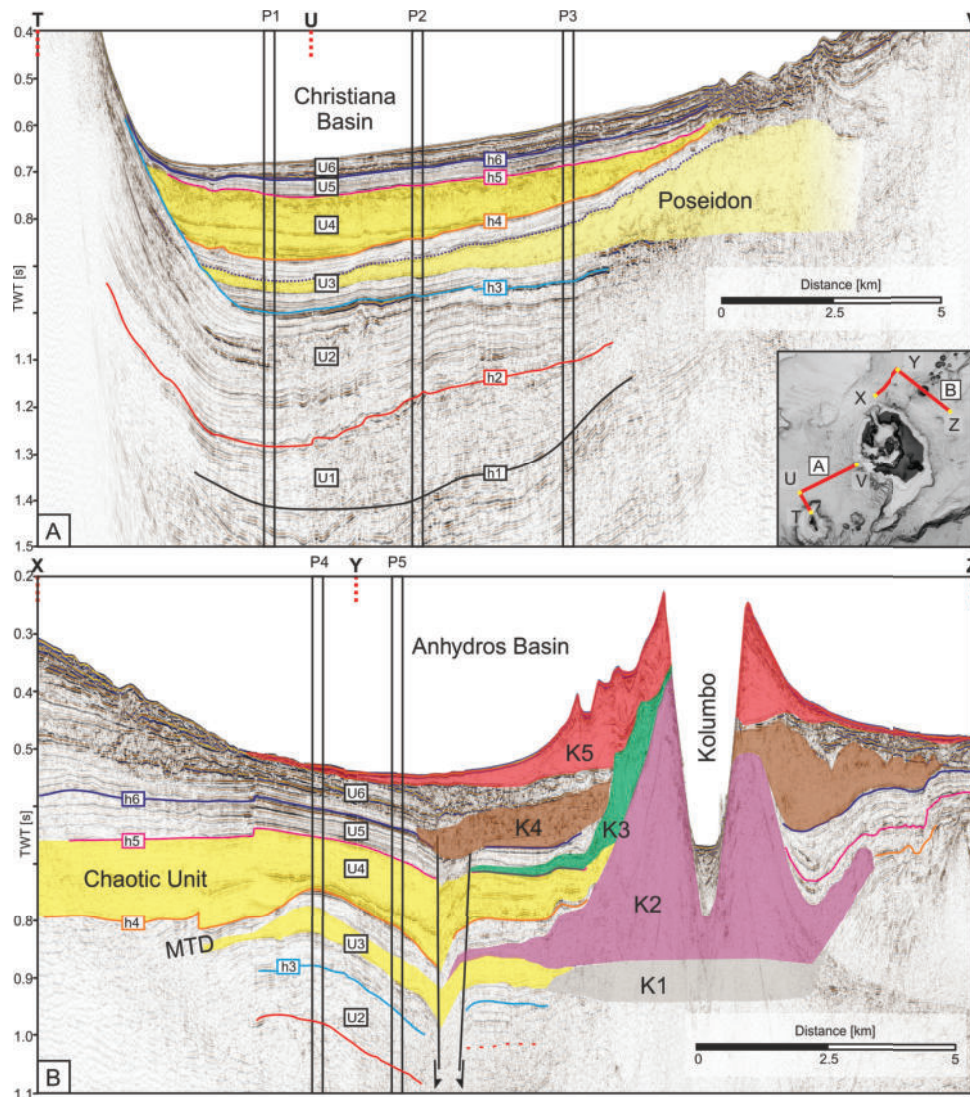 T P1 U P2 P3 V
0.4
0.5
0.6
0.7
0.8
TWT [s]
1.1
1.2
1.3
1.4
1.5
Christiana
Basin
U6
h6
U5
h5
U4
h4
Poseidon
U3
h3
U2
h2
U1
h1
Distance [km]
0 2.5 5
Y
X
B
Z
A
U
V
T
A
X P4 Y P5 Z
0.2
0.3
0.4
0.5
TWT [s]
0.7
0.8
0.9
1.0
1.1
Anhydros Basin
Kolumbo
K5
U6
h6
U5
K4
K3
h5
U4
Chaotic Unit
K2
h4
MTD
U3
h3
K1
U2
Distance [km]
0 2.5 5
B